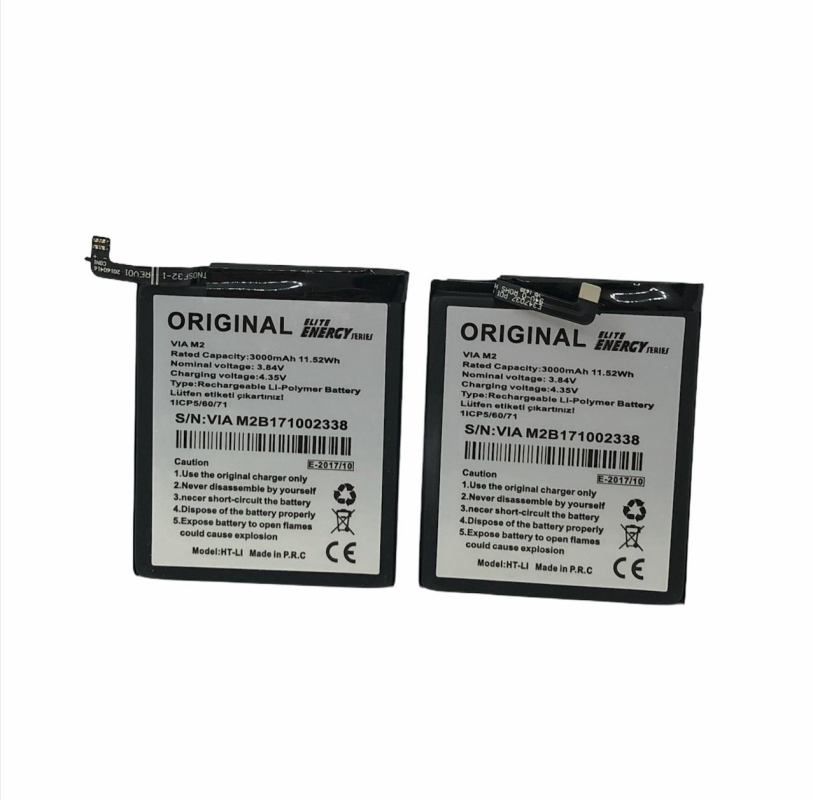 CON1 20160414 REV01 TNDSF32-1
ORIGINAL ELITE ENERGY SERIES
VIA M2
Rated Capacity:3000mAh 11.52Wh
Nominal voltage: 3.84V
Charging voltage: 4.35V
Type:Rechargeable LI-Polymer Battery
Lütfen etiketi çıkartınız!
1ICP5/60/71
S/N:VIA M2B171002338
Caution
E-2017/10
1.Use the original charger only
2.Never disassemble by yourself
3.necer short-circuit the battery
4.Dispose of the battery properly
5.Expose battery to open flames
could cause explosion
Model:HT-LI Made in P.R.C
CE
ORIGINAL ELITE ENERGY SERIES
VIA M2
Rated Capacity:3000mAh 11.52Wh
Nominal voltage: 3.84V
Charging voltage: 4.35V
Type:Rechargeable LI-Polymer Battery
Lütfen etiketi çıkartınız!
1ICP5/60/71
S/N:VIA M2B171002338
Caution
E-2017/10
1.Use the original charger only
2.Never disassemble by yourself
3.necer short-circuit the battery
4.Dispose of the battery properly
5.Expose battery to open flames
could cause explosion
Model:HT-LI Made in P.R.C
CE